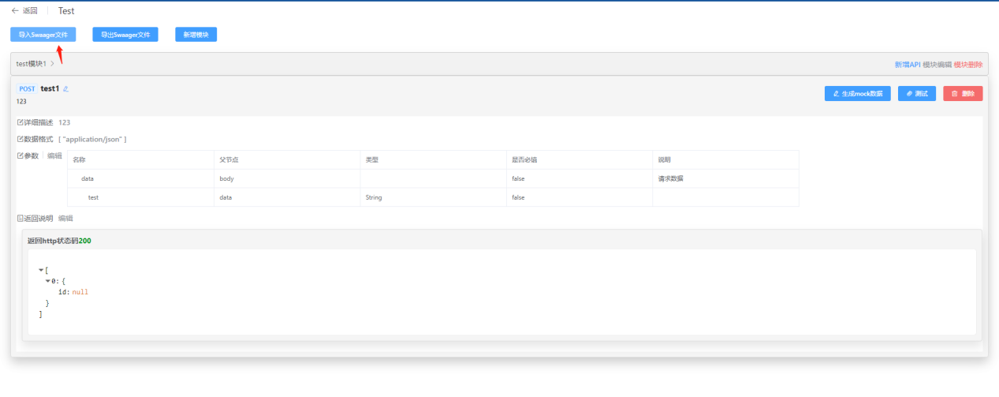 返回 Test
导入Swaager文件 导出Swaager文件 新增模块
test模块1 新增API 模块编辑 模块删除
POST test1 生成mock数据 测试 删除
123
详细描述 123
数据格式 [ "application/json" ]
参数 编辑 名称 父节点 类型 是否必填 说明
data body false 请求数据
test data String false
返回说明 编辑
返回http状态码200
[
0: {
id: null
}
]